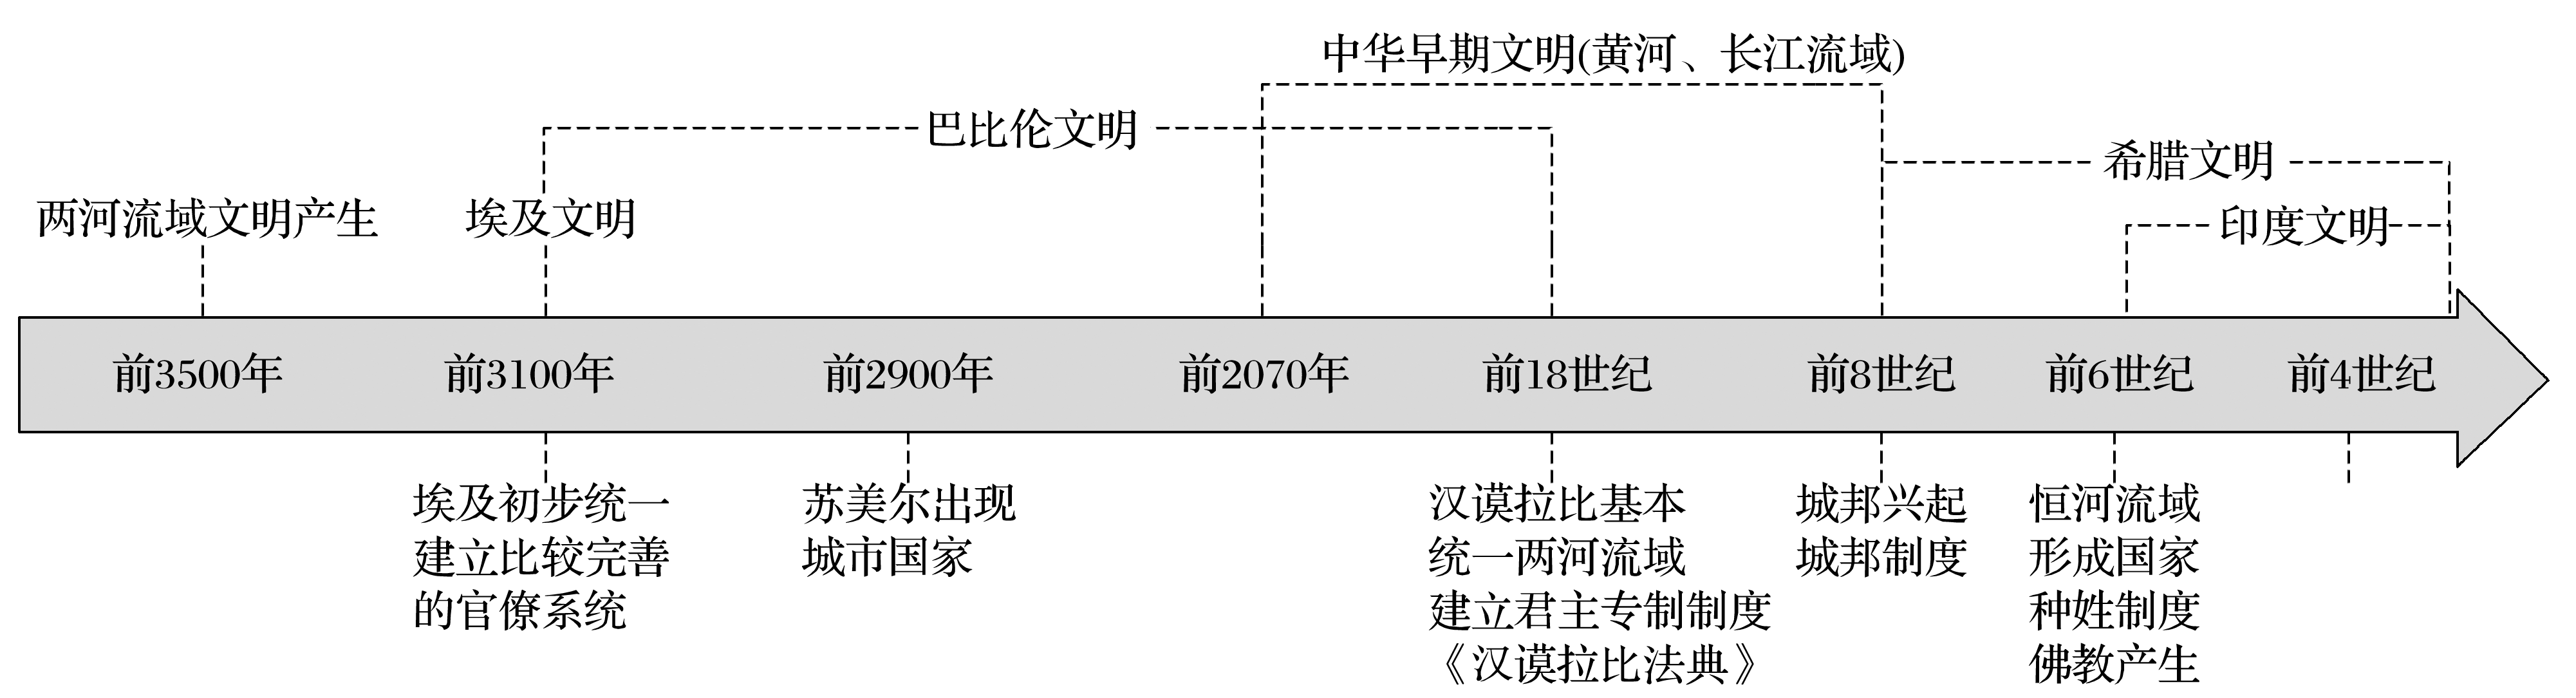 中华早期文明(黄河、长江流域)
巴比伦文明
希腊文明
两河流域文明产生
埃及文明
印度文明
前3500年
前3100年
前2900年
前2070年
前18世纪
前8世纪
前6世纪
前4世纪
埃及初步统一
建立比较完善
的官僚系统
苏美尔出现
城市国家
汉谟拉比基本
统一两河流域
建立君主专制制度
《汉谟拉比法典》
城邦兴起
城邦制度
恒河流域
形成国家
种姓制度
佛教产生